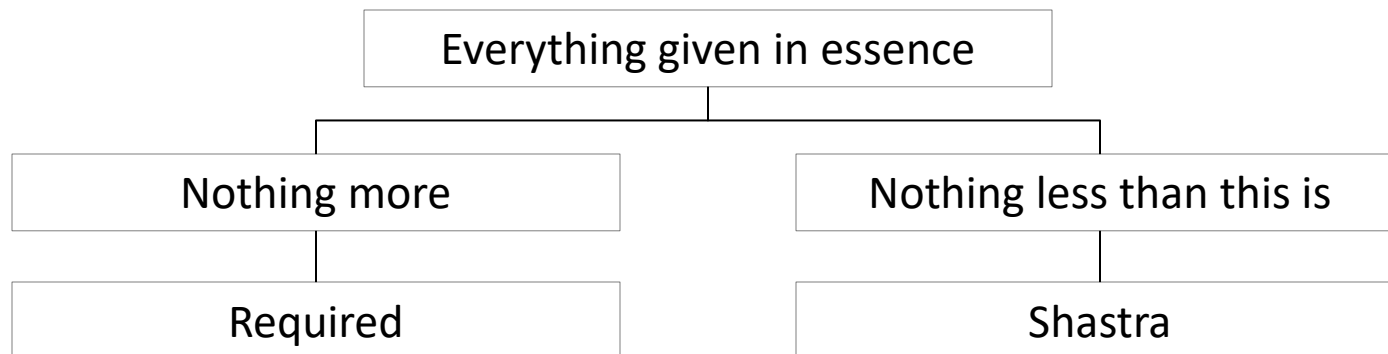 Everything given in essence
Nothing more
Nothing less than this is
Required
Shastra